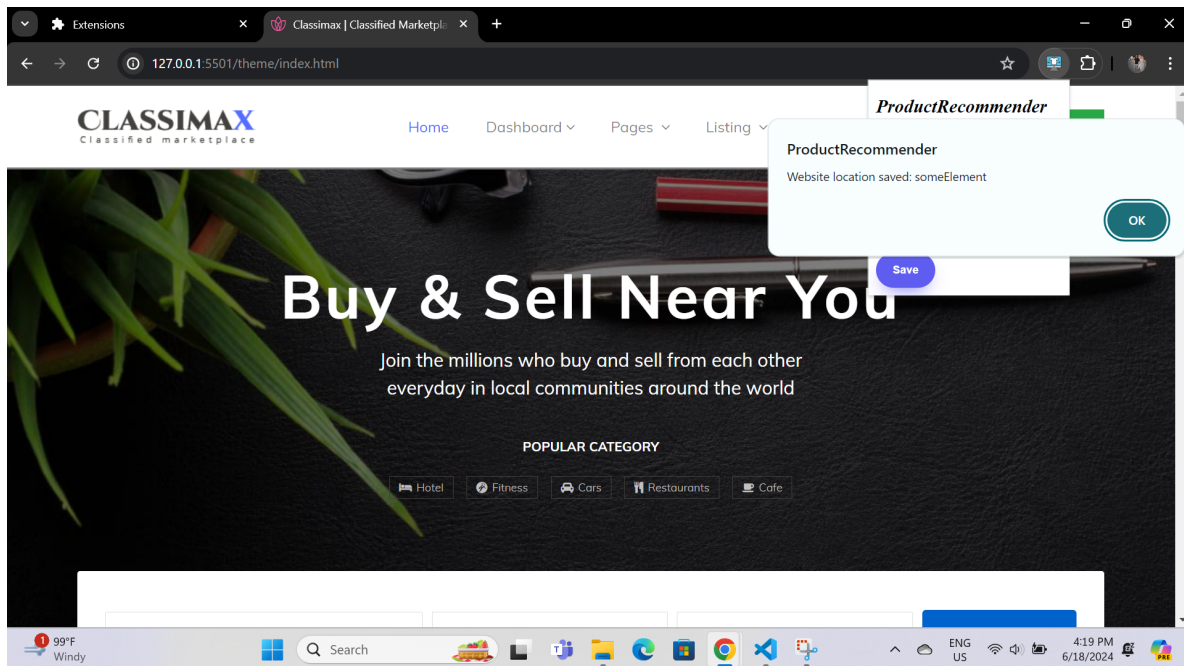 Extensions
Classimax | Classified Marketpla
127.0.0.1:5501/theme/index.html
CLASSIMAX
Classified marketplace
Home
Dashboard
Pages
Listing
ProductRecommender
ProductRecommender
Website location saved: someElement
OK
Save
Buy & Sell Near You
Join the millions who buy and sell from each other
everyday in local communities around the world
POPULAR CATEGORY
Hotel
Fitness
Cars
Restaurants
Cafe
1
99°F
Windy
Search
ENG
US
4:19 PM
6/18/2024
PRE